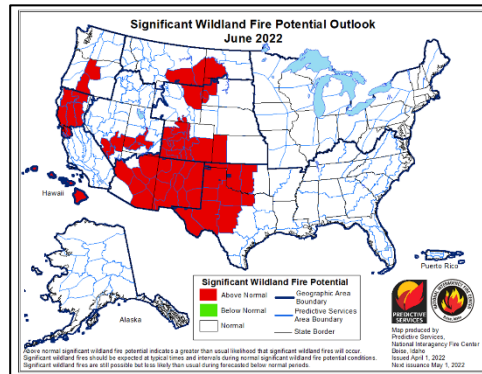 Significant Wildland Fire Potential Outlook
June 2022
Hawaii
Alaska
Puerto Rico
Significant Wildland Fire Potential
Above Normal
Below Normal
Normal
Geographic Area
Boundary
Predictive Services
Area Boundary
State Border
PREDICTIVE
SERVICES
Map produced by
Predictive Services,
National Interagency Fire Center
Boise, Idaho
Issued April 1, 2022
Next issuance May 1, 2022
Above normal significant wildland fire potential indicates a greater than usual likelihood that significant wildland fires will occur.
Significant wildland fires should be expected at typical times and intervals during normal significant wildland fire potential conditions.
Significant wildland fires are still possible but less likely than usual during forecasted below normal periods.